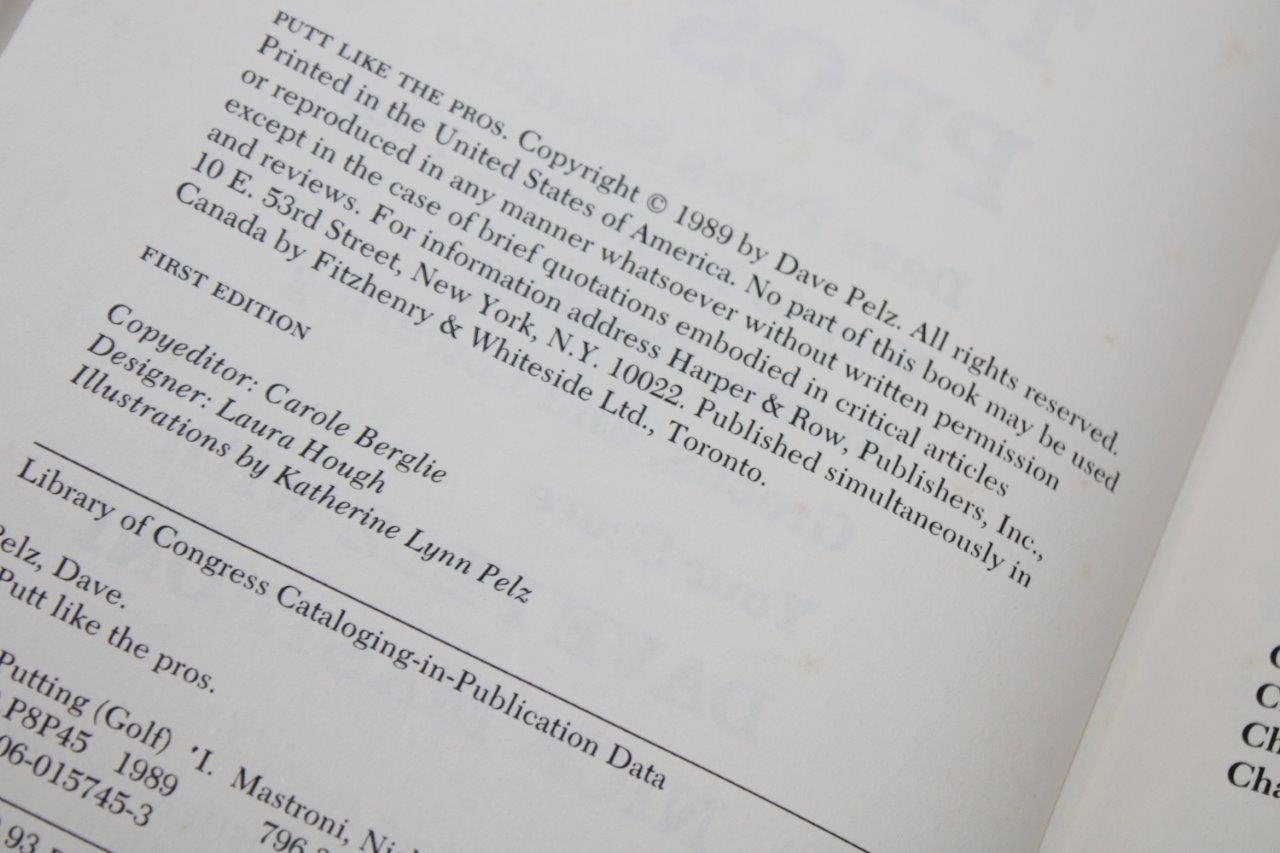 PUTT LIKE THE PROS. Copyright © 1989 by Dave Pelz. All rights reserved.
Printed in the United States of America. No part of this book may be used
or reproduced in any manner whatsoever without written permission
except in the case of brief quotations embodied in critical articles
and reviews. For information address Harper & Row, Publishers, Inc.,
10 E. 53rd Street, New York, N.Y. 10022. Published simultaneously in
Canada by Fitzhenry & Whiteside Ltd., Toronto.
FIRST EDITION
Copyeditor: Carole Berglie
Designer: Laura Hough
Illustrations by Katherine Lynn Pelz
Library of Congress Cataloging-in-Publication Data
Pelz, Dave.
Putt like the pros.
Putting (Golf) I. Mastroni,
P8P45 1989 796
06-015745-3
93